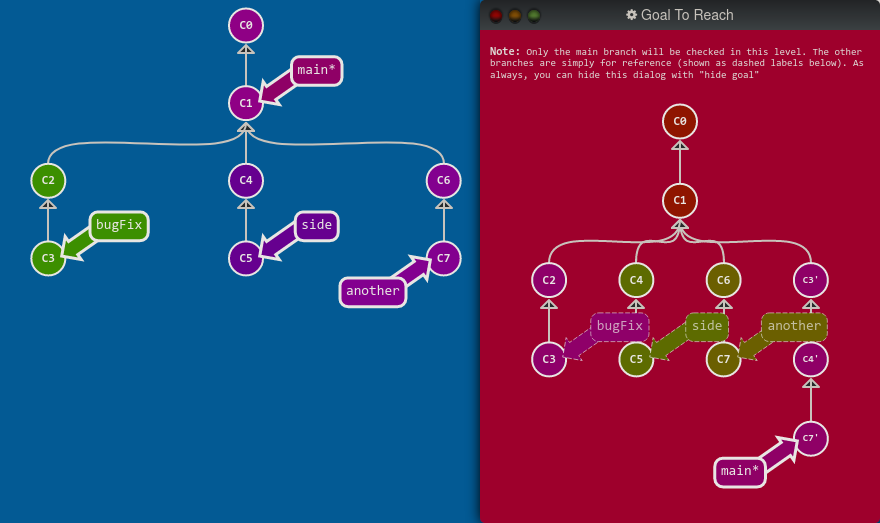 C0
main*
C1
C2
C4
C6
bugFix
side
C3
C5
C7
another
Goal To Reach
Note: Only the main branch will be checked in this level. The other
branches are simply for reference (shown as dashed labels below). As
always, you can hide this dialog with "hide goal"
C0
C1
C2
C4
C6
C3'
bugFix
side
another
C3
C5
C7
C4'
C7'
main*